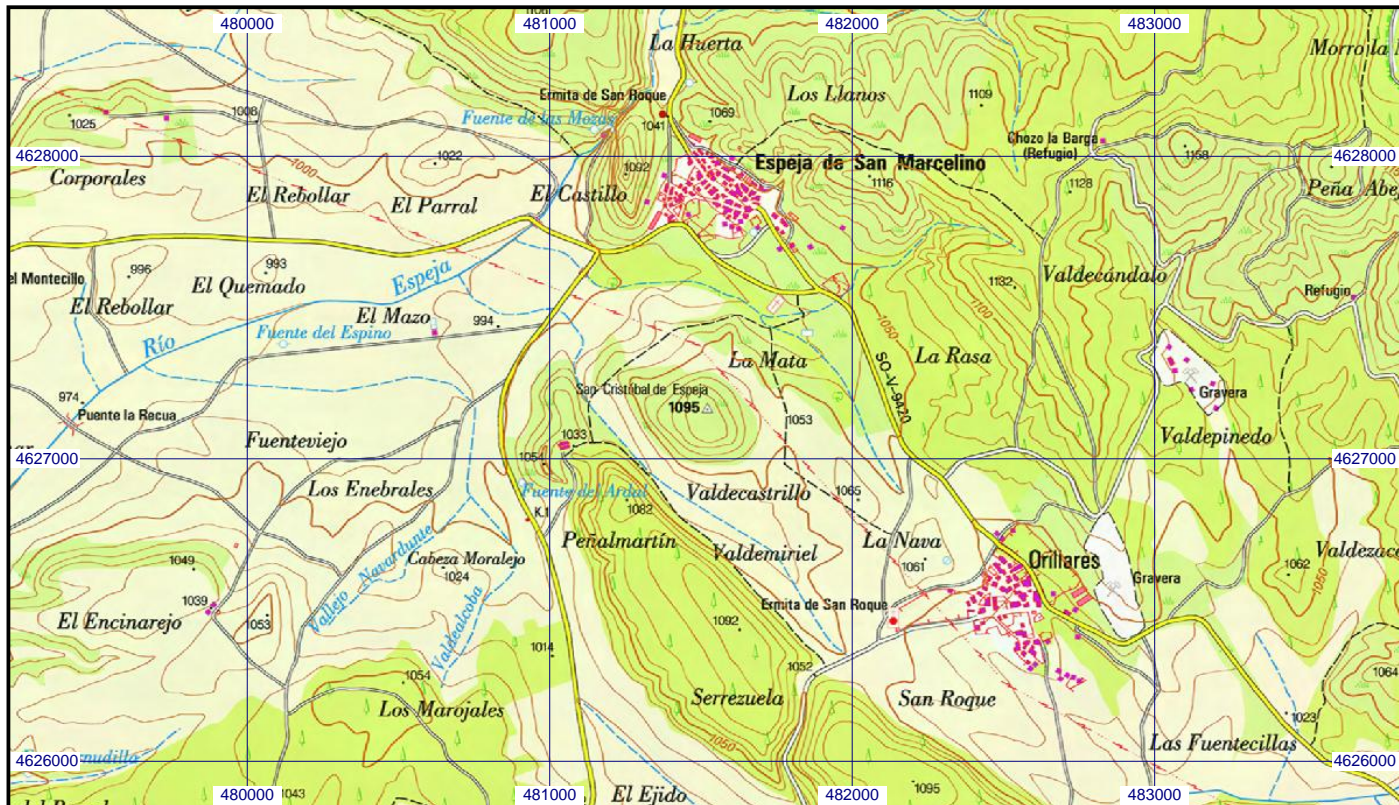 480000 481000 482000 483000
La Huerta
Ermita de San Roque
Los Llanos
1109
1025
1008
Fuente de las Mozas
1041
1069
Chozo la Barga
(Refugio)
4628000
4628000
1022
1000
Corporales
1092
Espeja de San Marcelino
1158
1116
1128
El Rebollar
El Parral
El Castillo
Peña
996
993
El Quemado
Espeja
1132
Valdecándalo
el Montecillo
Refugio
El Rebollar
El Mazo
994
1050
1100
Río
Fuente del Espino
La Mata
La Rasa
SO-V-9420
974
San Cristóbal de Espeja
1095
Gravera
Puente la Recua
1053
Fuenteviejo
1033
Valdepinedo
4627000
1054
4627000
Los Enebrales
Fuente del Ardal
Valdecastrillo
1065
1082
K.1
Peñalmartín
Valdemiriel
La Nava
Orillares
1049
Vallejo Navardunte
Cabeza Moralejo
1024
1061
1062
1050
Gravera
El Encinarejo
1039
1053
Valdealcoba
Ermita de San Roque
1092
1014
1052
1054
1064
Los Marojales
Serrezuela
San Roque
1023
1050
Las Fuentecillas
4626000
4626000
1043
El Ejido
1095
480000 481000 482000 483000